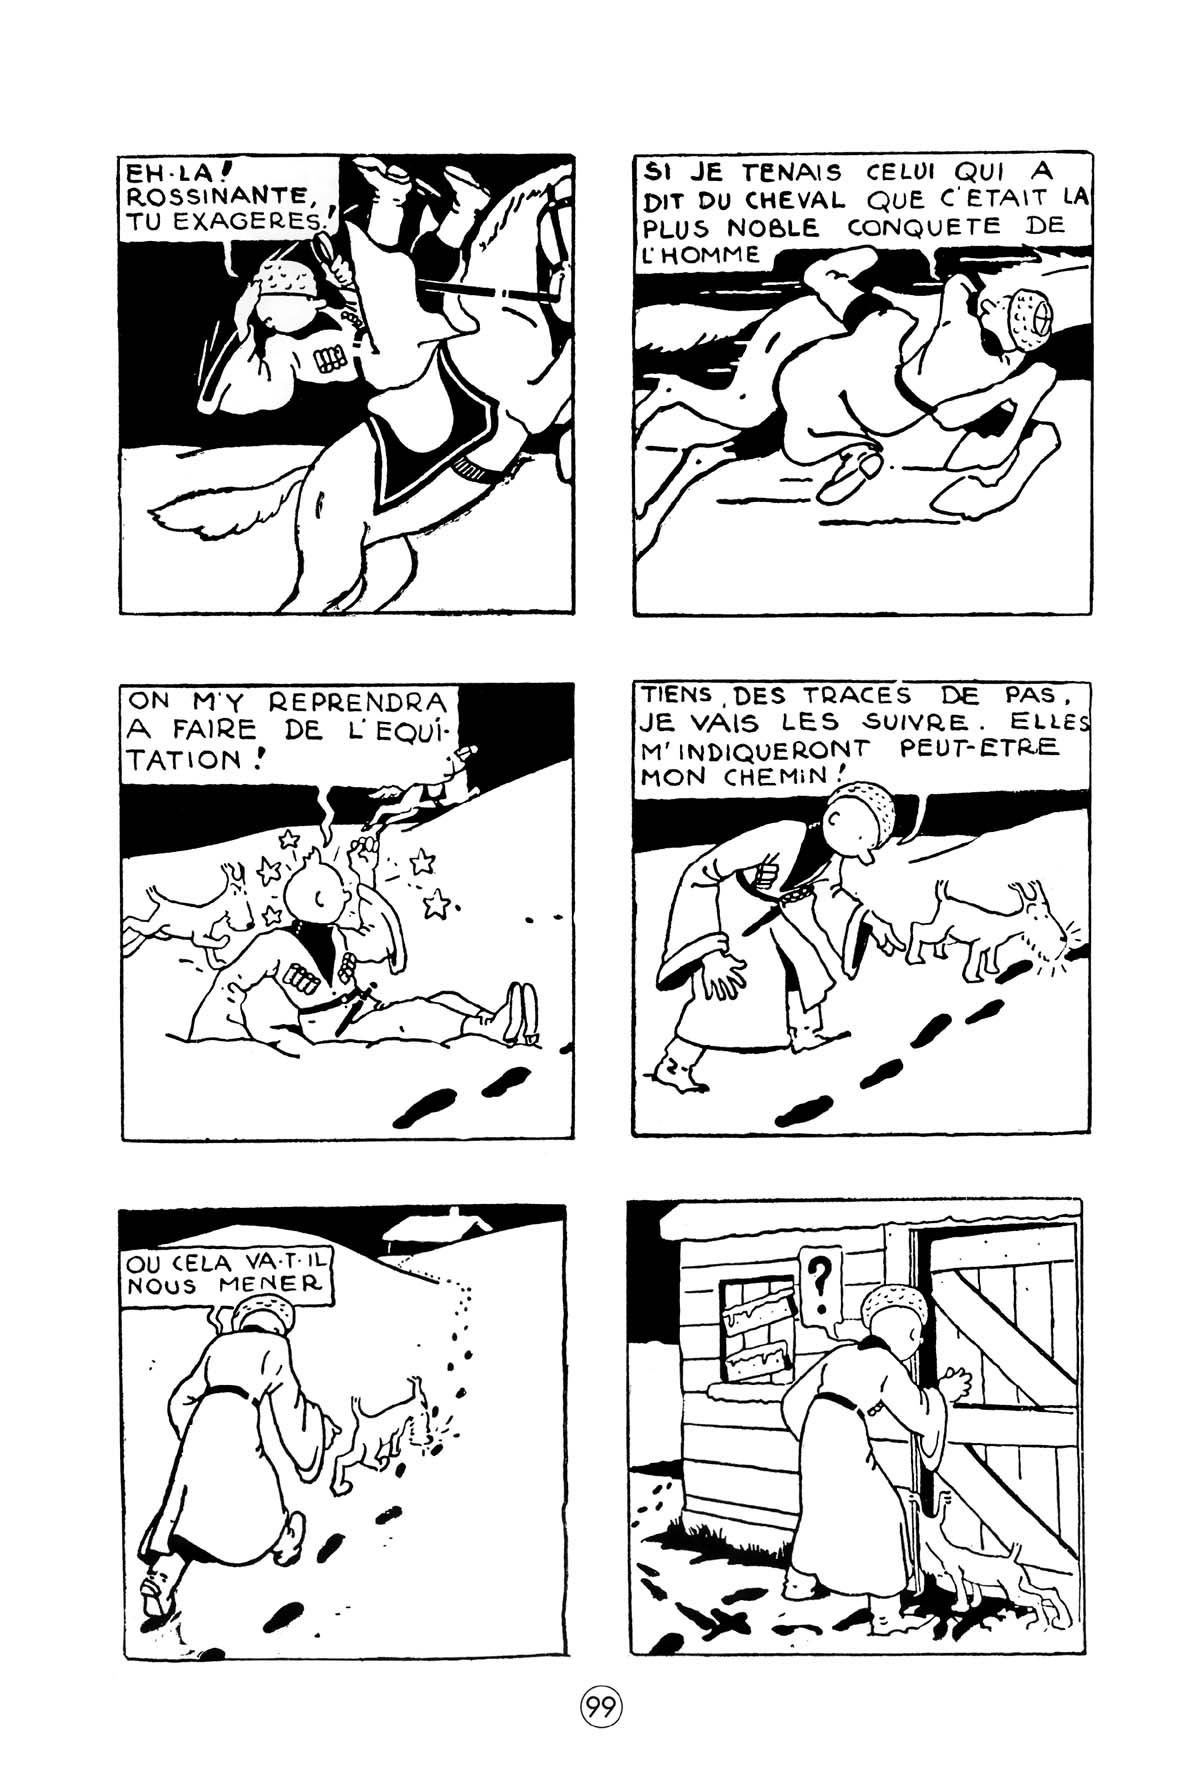 EH-LA!
ROSSINANTE,
TU EXAGERES!
SI JE TENAIS CELUI QUI A
DIT DU CHEVAL QUE C'ETAIT LA
PLUS NOBLE CONQUETE DE
L'HOMME
ON M'Y REPRENDRA
A FAIRE DE L'EQUI-
TATION!
TIENS, DES TRACES DE PAS,
JE VAIS LES SUIVRE. ELLES
M'INDIQUERONT PEUT-ETRE
MON CHEMIN!
OU CELA VA-T-IL
NOUS MENER
?
99